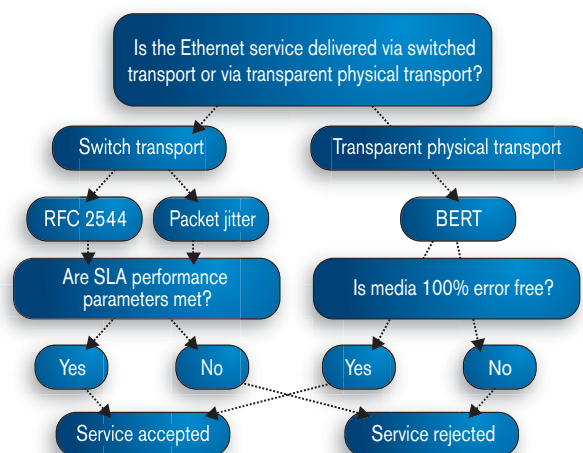 Is the Ethernet service delivered via switched
transport or via transparent physical transport?
Switch transport
Transparent physical transport
RFC 2544
Packet jitter
BERT
Are SLA performance
parameters met?
Is media 100% error free?
Yes
No
Yes
No
Service accepted
Service rejected